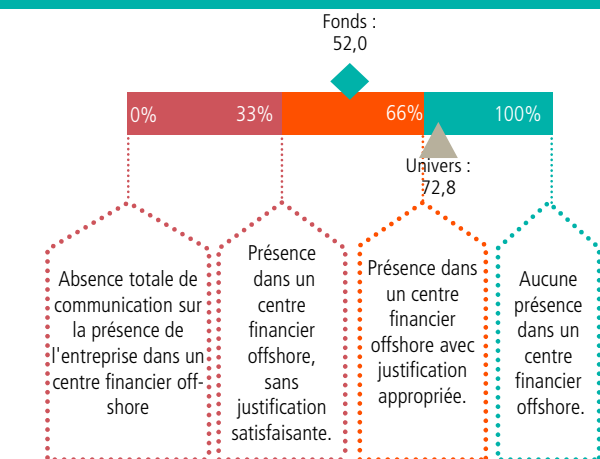 Fonds :
52,0
0% 33% 66% 100%
Univers :
72,8
Absence totale de
communication sur
la présence de
l'entreprise dans un
centre financier off-
shore
Présence
dans un
centre
financier
offshore,
sans
justification
satisfaisante.
Présence dans
un centre
financier
offshore avec
justification
appropriée.
Aucune
présence
dans un
centre
financier
offshore.